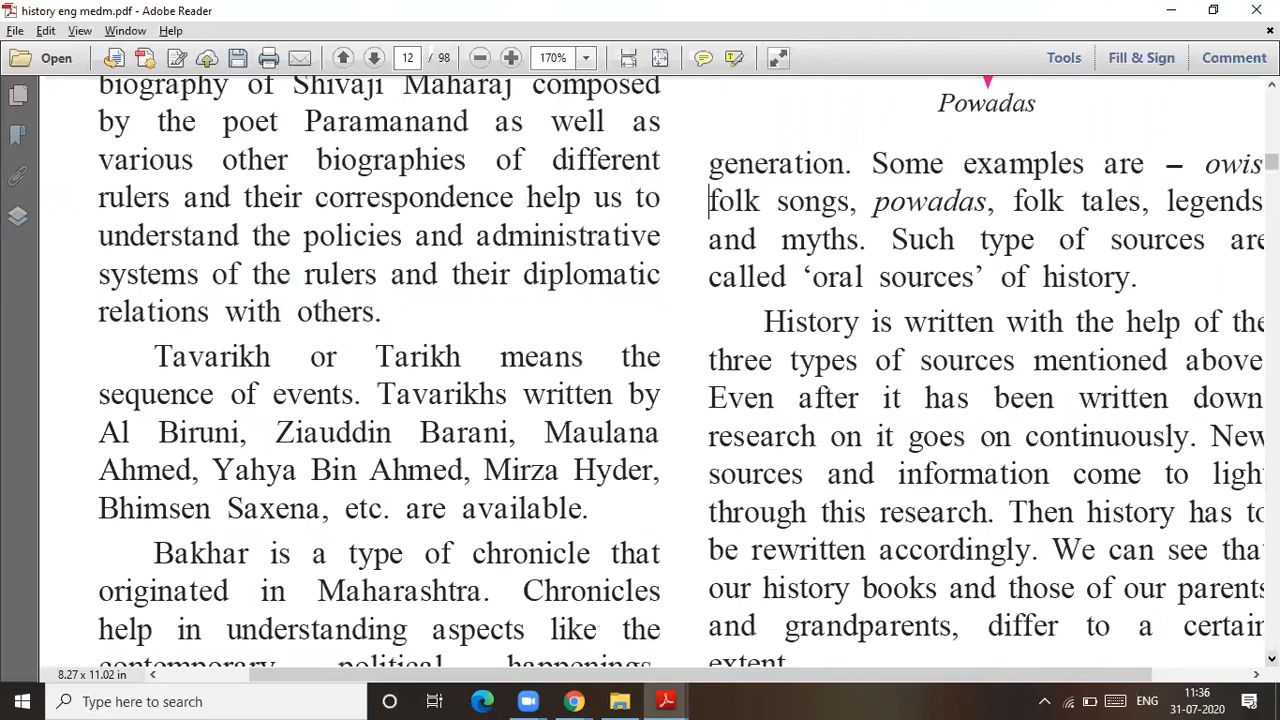 history eng medm.pdf - Adobe Reader
File Edit View Window Help
Open 12 / 98 170% Tools Fill & Sign Comment
biography of Shivaji Maharaj composed
by the poet Paramanand as well as
various other biographies of different
rulers and their correspondence help us to
understand the policies and administrative
systems of the rulers and their diplomatic
relations with others.
Tavarikh or Tarikh means the
sequence of events. Tavarikhs written by
Al Biruni, Ziauddin Barani, Maulana
Ahmed, Yahya Bin Ahmed, Mirza Hyder,
Bhimsen Saxena, etc. are available.
Bakhar is a type of chronicle that
originated in Maharashtra. Chronicles
help in understanding aspects like the
contemporary political happenings,
Powadas
generation. Some examples are – owis
folk songs, powadas, folk tales, legends
and myths. Such type of sources are
called ‘oral sources’ of history.
History is written with the help of the
three types of sources mentioned above
Even after it has been written down
research on it goes on continuously. New
sources and information come to ligh
through this research. Then history has to
be rewritten accordingly. We can see tha
our history books and those of our parents
and grandparents, differ to a certain
extent.
8.27 x 11.02 in
Type here to search
ENG
11:36
31-07-2020